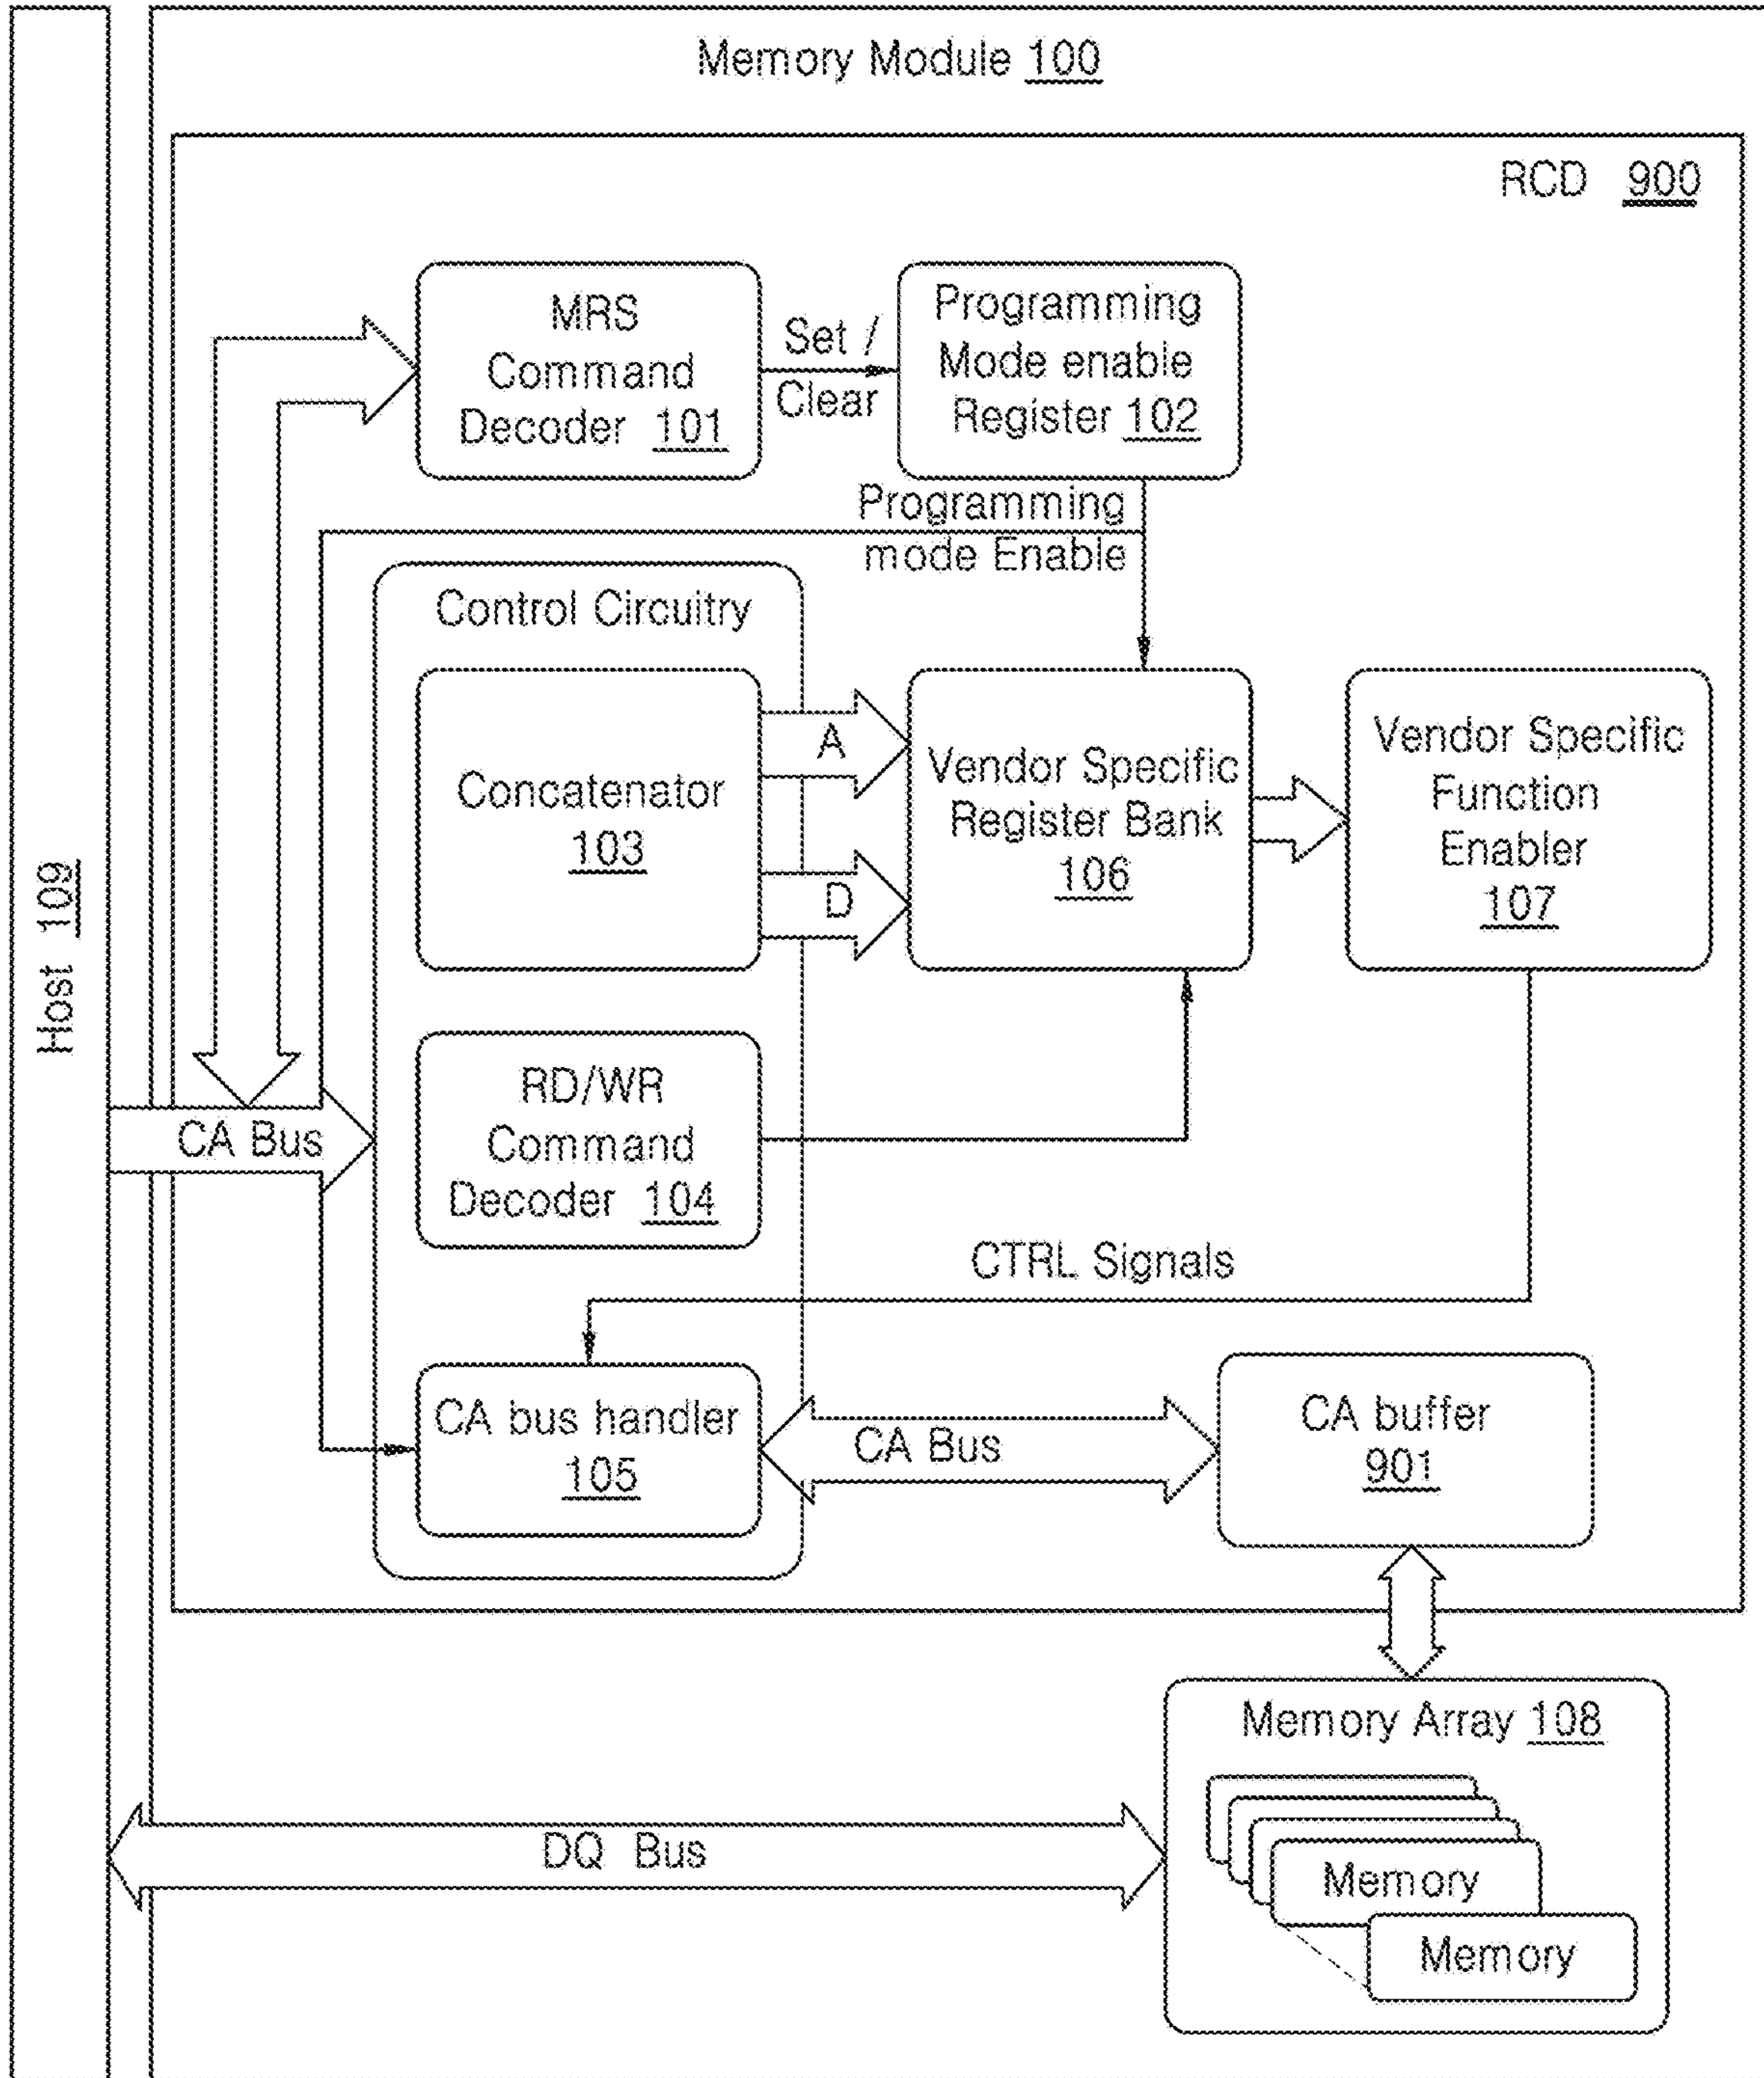 Memory Module 100
RCD 900
MRS
Command
Decoder 101
Set /
Clear
Programming
Mode enable
Register 102
Programming
mode Enable
Control Circuitry
Concatenator
103
A
D
Vendor Specific
Register Bank
106
Vendor Specific
Function
Enabler
107
Host 109
CA Bus
RD/WR
Command
Decoder 104
CTRL Signals
CA bus handler
105
CA Bus
CA buffer
901
Memory Array 108
Memory
Memory
DQ Bus